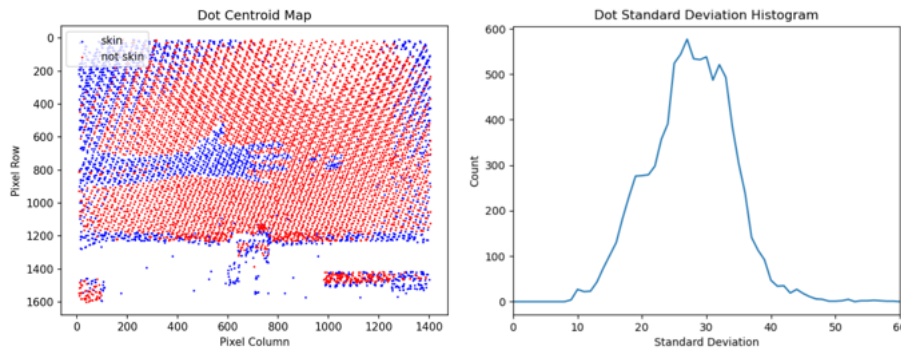 Dot Centroid Map
skin
not skin
0
200
400
600
800
1000
1200
1400
1600
Pixel Row
0 200 400 600 800 1000 1200 1400
Pixel Column
Dot Standard Deviation Histogram
600
500
400
300
200
100
0
Count
0 10 20 30 40 50 60
Standard Deviation